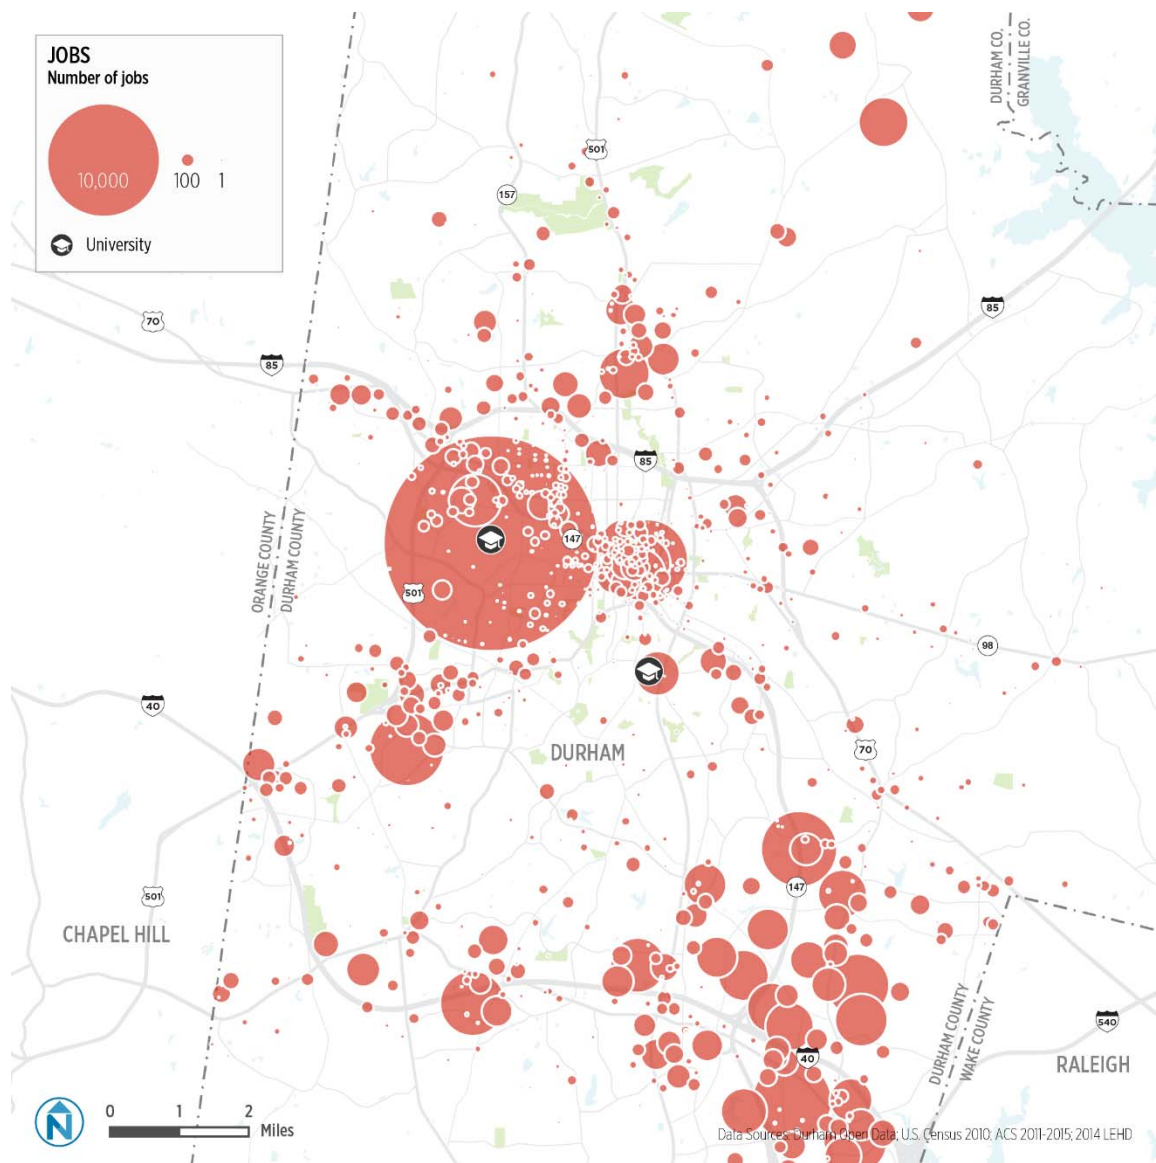 JOBS
Number of jobs
10,000 100 1
University
DURHAM CO.
GRANVILLE CO.
501
157
85
70
85
85
ORANGE COUNTY
DURHAM COUNTY
147
501
98
40
DURHAM
70
147
501
CHAPEL HILL
DURHAM COUNTY
WAKE COUNTY
540
40
RALEIGH
N
0 1 2
Miles
Data Sources: Durham Open Data; U.S. Census 2010; ACS 2011-2015; 2014 LEHD